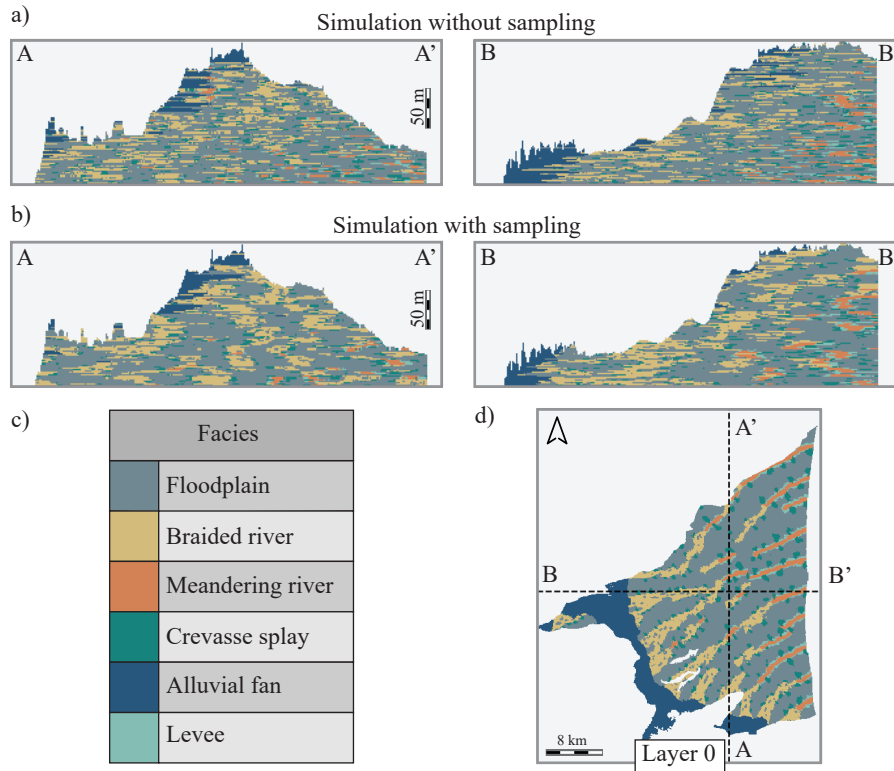 a)
Simulation without sampling
A
A’
50 m
B
B
b)
Simulation with sampling
A
A’
50 m
B
B
c)
Facies
Floodplain
Braided river
Meandering river
Crevasse splay
Alluvial fan
Levee
d)
A’
B
B’
8 km
Layer 0
A